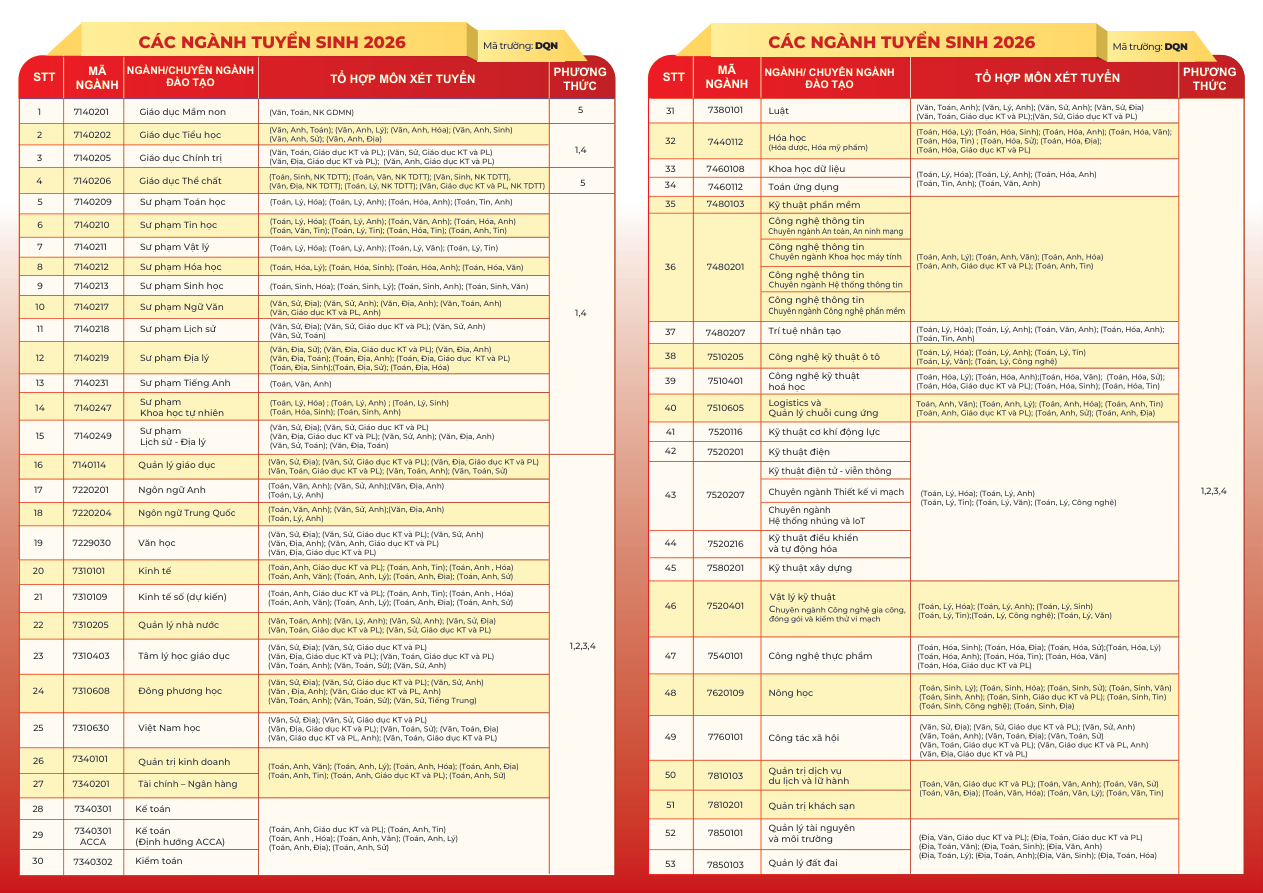 CÁC NGÀNH TUYỂN SINH 2026
Mã trường: DQN
STT
MÃ NGÀNH
NGÀNH/CHUYÊN NGÀNH ĐÀO TẠO
TỔ HỢP MÔN XÉT TUYỂN
PHƯƠNG THỨC
1 7140201 Giáo dục Mầm non (Văn, Toán, NK GDMN) 5
2 7140202 Giáo dục Tiểu học (Văn, Anh, Toán); (Văn, Anh, Lý); (Văn, Anh, Hóa); (Văn, Anh, Sinh)
(Văn, Anh, Sử); (Văn, Anh, Địa)
1,4
3 7140205 Giáo dục Chính trị (Văn, Toán, Giáo dục KT và PL); (Văn, Sử, Giáo dục KT và PL)
(Văn, Địa, Giáo dục KT và PL); (Văn, Anh, Giáo dục KT và PL)
4 7140206 Giáo dục Thể chất (Toán, Sinh, NK TDTT); (Toán, Văn, NK TDTT); (Văn, Sinh, NK TDTT),
(Văn, Địa, NK TDTT); (Toán, Lý, NK TDTT); (Văn, Giáo dục KT và PL, NK TDTT)
5
5 7140209 Sư phạm Toán học (Toán, Lý, Hóa); (Toán, Lý, Anh); (Toán, Hóa, Anh); (Toán, Tin, Anh)
6 7140210 Sư phạm Tin học (Toán, Lý, Hóa); (Toán, Lý, Anh); (Toán, Văn, Anh); (Toán, Hóa, Anh)
(Toán, Văn, Tin); (Toán, Lý, Tin); (Toán, Hóa, Tin); (Toán, Anh, Tin)
7 7140211 Sư phạm Vật lý (Toán, Lý, Hóa); (Toán, Lý, Anh); (Toán, Lý, Văn); (Toán, Lý, Tin)
8 7140212 Sư phạm Hóa học (Toán, Hóa, Lý); (Toán, Hóa, Sinh); (Toán, Hóa, Anh); (Toán, Hóa, Văn)
9 7140213 Sư phạm Sinh học (Toán, Sinh, Hóa); (Toán, Sinh, Lý); (Toán, Sinh, Anh); (Toán, Sinh, Văn)
10 7140217 Sư phạm Ngữ Văn (Văn, Sử, Địa); (Văn, Sử, Anh); (Văn, Địa, Anh); (Văn, Toán, Anh)
(Văn, Giáo dục KT và PL, Anh)
1,4
11 7140218 Sư phạm Lịch sử (Văn, Sử, Địa); (Văn, Sử, Giáo dục KT và PL); (Văn, Sử, Anh)
(Văn, Sử, Toán)
12 7140219 Sư phạm Địa lý (Văn, Địa, Sử); (Văn, Địa, Giáo dục KT và PL); (Văn, Địa, Anh)
(Văn, Địa, Toán); (Toán, Địa, Anh); (Toán, Địa, Giáo dục KT và PL)
(Toán, Địa, Sinh);(Toán, Địa, Sử); (Toán, Địa, Hóa)
13 7140231 Sư phạm Tiếng Anh (Toán, Văn, Anh)
14 7140247 Sư phạm
Khoa học tự nhiên
(Toán, Lý, Hóa) ; (Toán, Lý, Anh) ; (Toán, Lý, Sinh)
(Toán, Hóa, Sinh); (Toán, Sinh, Anh)
15 7140249 Sư phạm
Lịch sử - Địa lý
(Văn, Sử, Địa); (Văn, Sử, Giáo dục KT và PL)
(Văn, Địa, Giáo dục KT và PL); (Văn, Sử, Anh); (Văn, Địa, Anh)
(Văn, Sử, Toán); (Văn, Địa, Toán)
16 7140114 Quản lý giáo dục (Văn, Sử, Địa); (Văn, Sử, Giáo dục KT và PL); (Văn, Địa, Giáo dục KT và PL)
(Văn, Toán, Giáo dục KT và PL); (Văn, Toán, Anh); (Văn, Toán, Sử)
17 7220201 Ngôn ngữ Anh (Toán, Văn, Anh); (Văn, Sử, Anh);(Văn, Địa, Anh)
(Toán, Lý, Anh)
18 7220204 Ngôn ngữ Trung Quốc (Toán, Văn, Anh); (Văn, Sử, Anh);(Văn, Địa, Anh)
(Toán, Lý, Anh)
19 7229030 Văn học (Văn, Sử, Địa); (Văn, Sử, Giáo dục KT và PL); (Văn, Sử, Anh)
(Văn, Địa, Anh); (Văn, Anh, Giáo dục KT và PL)
(Văn, Địa, Giáo dục KT và PL)
20 7310101 Kinh tế (Toán, Anh, Giáo dục KT và PL); (Toán, Anh, Tin); (Toán, Anh , Hóa)
(Toán, Anh, Văn); (Toán, Anh, Lý); (Toán, Anh, Địa); (Toán, Anh, Sử)
21 7310109 Kinh tế số (dự kiến) (Toán, Anh, Giáo dục KT và PL); (Toán, Anh, Tin); (Toán, Anh , Hóa)
(Toán, Anh, Văn); (Toán, Anh, Lý); (Toán, Anh, Địa); (Toán, Anh, Sử)
22 7310205 Quản lý nhà nước (Văn, Toán, Anh); (Văn, Lý, Anh); (Văn, Sử, Anh); (Văn, Sử, Địa)
(Văn, Toán, Giáo dục KT và PL); (Văn, Sử, Giáo dục KT và PL)
23 7310403 Tâm lý học giáo dục (Văn, Sử, Địa); (Văn, Sử, Giáo dục KT và PL)
(Văn, Địa, Giáo dục KT và PL); (Văn, Toán, Giáo dục KT và PL)
(Văn, Toán, Anh); (Văn, Toán, Sử); (Văn, Sử, Anh)
1,2,3,4
24 7310608 Đông phương học (Văn, Sử, Địa); (Văn, Sử, Giáo dục KT và PL); (Văn, Sử, Anh)
(Văn , Địa, Anh); (Văn, Giáo dục KT và PL, Anh)
(Văn, Toán, Anh); (Văn, Toán, Sử); (Văn, Sử, Tiếng Trung)
25 7310630 Việt Nam học (Văn, Sử, Địa); (Văn, Sử, Giáo dục KT và PL)
(Văn, Địa, Giáo dục KT và PL); (Văn, Toán, Sử); (Văn, Toán, Địa)
(Văn, Giáo dục KT và PL, Anh); (Văn, Toán, Giáo dục KT và PL)
26 7340101 Quản trị kinh doanh
(Toán, Anh, Văn); (Toán, Anh, Lý); (Toán, Anh, Hóa); (Toán, Anh, Địa)
(Toán, Anh, Tin); (Toán, Anh, Giáo dục KT và PL); (Toán, Anh, Sử)
27 7340201 Tài chính – Ngân hàng
28 7340301 Kế toán
29 7340301 ACCA Kế toán
(Định hướng ACCA)
(Toán, Anh, Giáo dục KT và PL); (Toán, Anh, Tin)
(Toán, Anh , Hóa); (Toán, Anh, Văn); (Toán, Anh, Lý)
(Toán, Anh, Địa); (Toán, Anh, Sử)
30 7340302 Kiểm toán
CÁC NGÀNH TUYỂN SINH 2026
Mã trường: DQN
STT
MÃ NGÀNH
NGÀNH/ CHUYÊN NGÀNH ĐÀO TẠO
TỔ HỢP MÔN XÉT TUYỂN
PHƯƠNG THỨC
31 7380101 Luật (Văn, Toán, Anh); (Văn, Lý, Anh); (Văn, Sử, Anh); (Văn, Sử, Địa)
(Văn, Toán, Giáo dục KT và PL);(Văn, Sử, Giáo dục KT và PL)
32 7440112 Hóa học
(Hóa dược, Hóa mỹ phẩm)
(Toán, Hóa, Lý); (Toán, Hóa, Sinh); (Toán, Hóa, Anh); (Toán, Hóa, Văn);
(Toán, Hóa, Tin) ; (Toán, Hóa, Sử); (Toán, Hóa, Địa);
(Toán, Hóa, Giáo dục KT và PL)
33 7460108 Khoa học dữ liệu
(Toán, Lý, Hóa); (Toán, Lý, Anh); (Toán, Hóa, Anh)
(Toán, Tin, Anh); (Toán, Văn, Anh)
34 7460112 Toán ứng dụng
35 7480103 Kỹ thuật phần mềm
36 7480201 Công nghệ thông tin
Chuyên ngành An toàn, An ninh mạng
Công nghệ thông tin
Chuyên ngành Khoa học máy tính
(Toán, Anh, Lý); (Toán, Anh, Văn); (Toán, Anh, Hóa)
(Toán, Anh, Giáo dục KT và PL); (Toán, Anh, Tin)
Công nghệ thông tin
Chuyên ngành Hệ thống thông tin
Công nghệ thông tin
Chuyên ngành Công nghệ phần mềm
37 7480207 Trí tuệ nhân tạo (Toán, Lý, Hóa); (Toán, Lý, Anh); (Toán, Văn, Anh); (Toán, Hóa, Anh);
(Toán, Tin, Anh)
38 7510205 Công nghệ kỹ thuật ô tô (Toán, Lý, Hóa); (Toán, Lý, Anh); (Toán, Lý, Tin)
(Toán, Lý, Văn); (Toán, Lý, Công nghệ)
39 7510401 Công nghệ kỹ thuật
hoá học
(Toán, Hóa, Lý); (Toán, Hóa, Anh);(Toán, Hóa, Văn); (Toán, Hóa, Sử);
(Toán, Hóa, Giáo dục KT và PL); (Toán, Hóa, Sinh); (Toán, Hóa, Tin)
40 7510605 Logistics và
Quản lý chuỗi cung ứng
Toán, Anh, Văn); (Toán, Anh, Lý); (Toán, Anh, Hóa); (Toán, Anh, Tin)
(Toán, Anh, Giáo dục KT và PL); (Toán, Anh, Sử); (Toán, Anh, Địa)
41 7520116 Kỹ thuật cơ khí động lực
42 7520201 Kỹ thuật điện
43 7520207 Kỹ thuật điện tử - viễn thông
Chuyên ngành Thiết kế vi mạch
(Toán, Lý, Hóa); (Toán, Lý, Anh)
(Toán, Lý, Tin); (Toán, Lý, Văn); (Toán, Lý, Công nghệ)
1,2,3,4
Chuyên ngành
Hệ thống nhúng và IoT
44 7520216 Kỹ thuật điều khiển
và tự động hóa
45 7580201 Kỹ thuật xây dựng
46 7520401 Vật lý kỹ thuật
Chuyên ngành Công nghệ gia công,
đóng gói và kiểm thử vi mạch
(Toán, Lý, Hóa); (Toán, Lý, Anh); (Toán, Lý, Sinh)
(Toán, Lý, Tin);(Toán, Lý, Công nghệ); (Toán, Lý, Văn)
47 7540101 Công nghệ thực phẩm (Toán, Hóa, Sinh); (Toán, Hóa, Địa); (Toán, Hóa, Sử);(Toán, Hóa, Lý)
(Toán, Hóa, Anh); (Toán, Hóa, Tin); (Toán, Hóa, Văn)
(Toán, Hóa, Giáo dục KT và PL)
48 7620109 Nông học (Toán, Sinh, Lý); (Toán, Sinh, Hóa); (Toán, Sinh, Sử); (Toán, Sinh, Văn)
(Toán, Sinh, Anh); (Toán, Sinh, Giáo dục KT và PL); (Toán, Sinh, Tin)
(Toán, Sinh, Công nghệ); (Toán, Sinh, Địa)
49 7760101 Công tác xã hội (Văn, Sử, Địa); (Văn, Sử, Giáo dục KT và PL); (Văn, Sử, Anh)
(Văn, Toán, Anh); (Văn, Toán, Địa); (Văn, Toán, Sử)
(Văn, Toán, Giáo dục KT và PL); (Văn, Giáo dục KT và PL, Anh)
(Văn, Địa, Giáo dục KT và PL)
50 7810103 Quản trị dịch vụ
du lịch và lữ hành
(Toán, Văn, Giáo dục KT và PL); (Toán, Văn, Anh); (Toán, Văn, Sử)
(Toán, Văn, Địa); (Toán, Văn, Hóa); (Toán, Văn, Lý); (Toán, Văn, Tin)
51 7810201 Quản trị khách sạn
52 7850101 Quản lý tài nguyên
và môi trường
(Địa, Văn, Giáo dục KT và PL); (Địa, Toán, Giáo dục KT và PL)
(Địa, Toán, Văn); (Địa, Toán, Sinh); (Địa, Văn, Anh)
(Địa, Toán, Lý); (Địa, Toán, Anh);(Địa, Văn, Sinh); (Địa, Toán, Hóa)
53 7850103 Quản lý đất đai